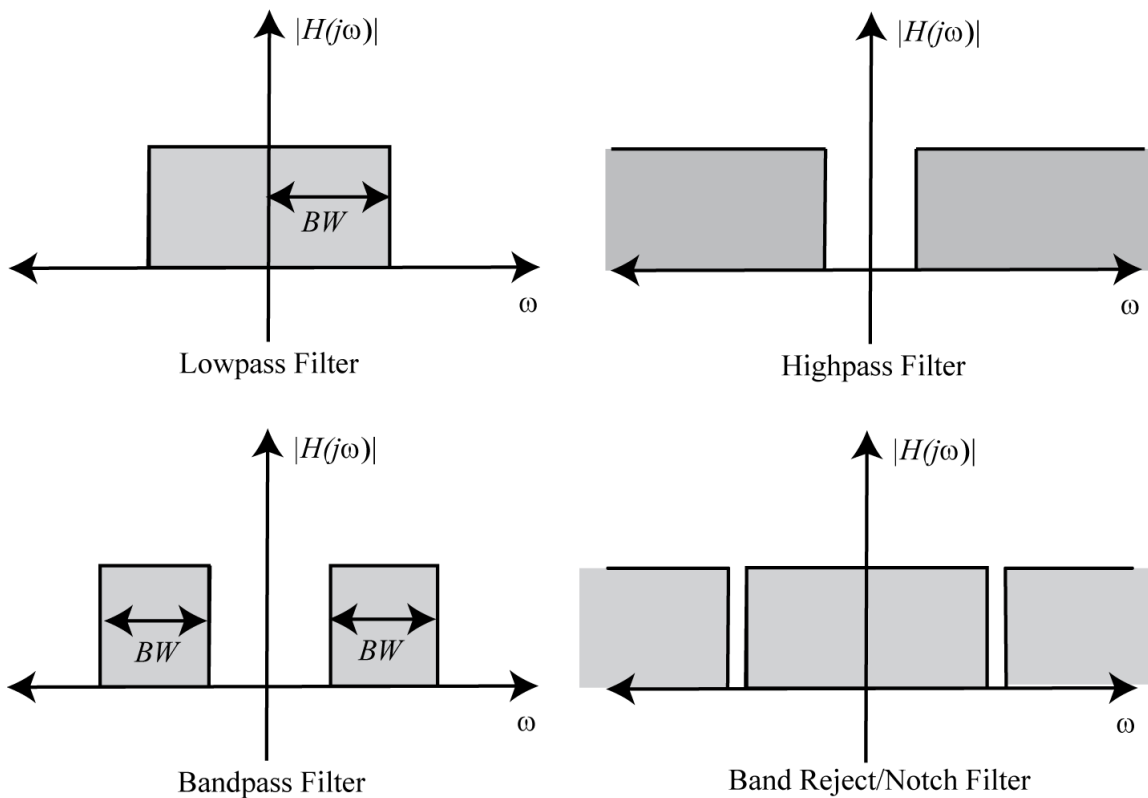 |H(jω)|
BW
ω
Lowpass Filter
|H(jω)|
ω
Highpass Filter
|H(jω)|
BW
BW
ω
Bandpass Filter
|H(jω)|
ω
Band Reject/Notch Filter